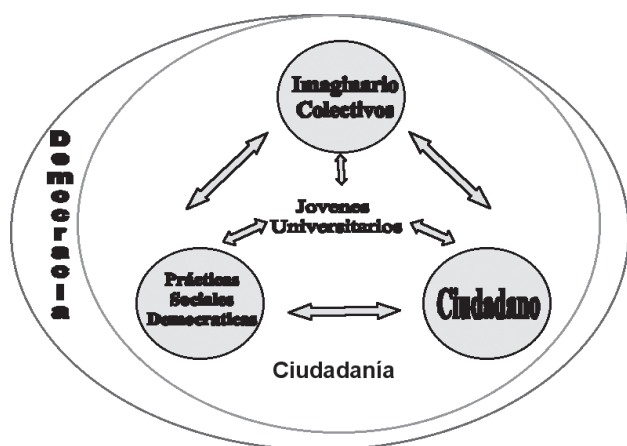 Imaginario
Colectivos
Democracia
Jovenes
Universitarios
Prácticas
Sociales
Democraticas
Ciudadano
Ciudadanía